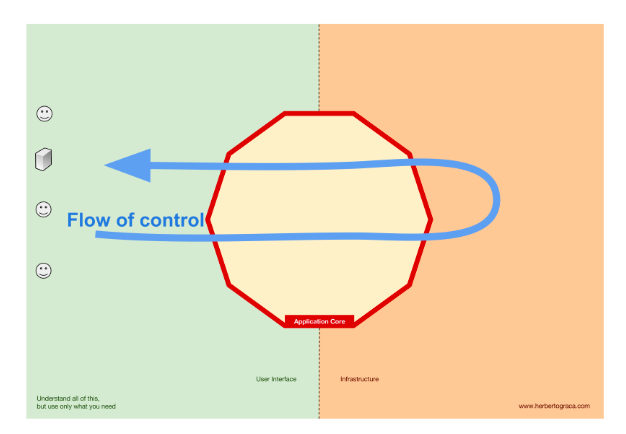 Flow of control
Application Core
User Interface
Infrastructure
Understand all of this,
but use only what you need
www.herbertograca.com